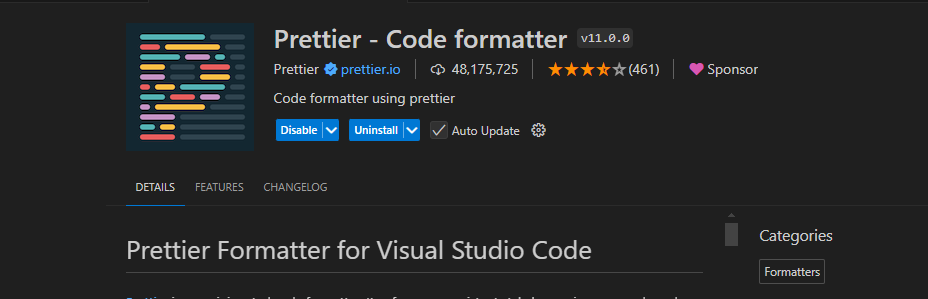 Prettier - Code formatter v11.0.0
Prettier prettier.io 48,175,725 (461) Sponsor
Code formatter using prettier
Disable Uninstall Auto Update
DETAILS FEATURES CHANGELOG
Prettier Formatter for Visual Studio Code
Categories
Formatters